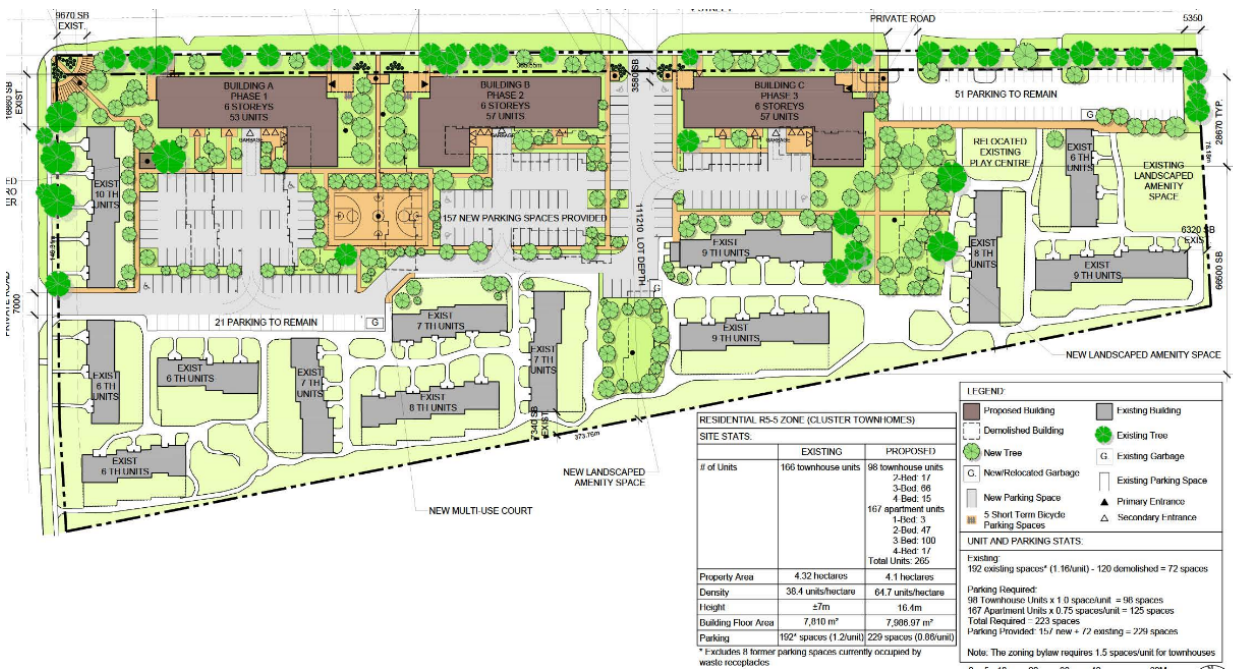 9670 SB
EXIST.
PRIVATE ROAD
5350
16860 SB
EXIST.
BUILDING A
PHASE 1
6 STOREYS
53 UNITS
BUILDING B
PHASE 2
6 STOREYS
57 UNITS
3580 SB
BUILDING C
PHASE 3
6 STOREYS
57 UNITS
51 PARKING TO REMAIN
G
28670 TYP.
GARBAGE
GARBAGE
GARBAGE
RELOCATED
EXISTING
PLAY CENTRE
EXIST
6 TH
UNITS
EXISTING
LANDSCAPED
AMENITY
SPACE
EXIST
10 TH
UNITS
157 NEW PARKING SPACES PROVIDED
111210 LOT DEPTH
EXIST
9 TH UNITS
EXIST
8 TH
UNITS
6320 SB
EXIS
EXIST
9 TH UNITS
66500 SB
7000
G
21 PARKING TO REMAIN
G
EXIST
7 TH UNITS
EXIST
7 TH
UNITS
EXIST
9 TH UNITS
NEW LANDSCAPED AMENITY SPACE
EXIST
6 TH
UNITS
EXIST
6 TH UNITS
EXIST
7 TH
UNITS
EXIST
8 TH UNITS
7340 SB
EXIST.
373.76m
EXIST
6 TH UNITS
NEW LANDSCAPED
AMENITY SPACE
NEW MULTI-USE COURT
RESIDENTIAL R5-5 ZONE (CLUSTER TOWNHOMES)
SITE STATS:
EXISTING PROPOSED
# of Units 166 townhouse units 98 townhouse units
2-Bed: 17
3-Bed: 66
4-Bed: 15
167 apartment units
1-Bed: 3
2-Bed: 47
3-Bed: 100
4-Bed: 17
Total Units: 265
Property Area 4.32 hectares 4.1 hectares
Density 38.4 units/hectare 64.7 units/hectare
Height ±7m 16.4m
Building Floor Area 7,810 m² 7,986.97 m²
Parking 192* spaces (1.2/unit) 229 spaces (0.86/unit)
* Excludes 8 former parking spaces currently occupied by
waste receptacles
LEGEND:
Proposed Building Existing Building
Demolished Building Existing Tree
New Tree
G. Existing Garbage
G. New/Relocated Garbage
Existing Parking Space
New Parking Space Primary Entrance
5 Short Term Bicycle
Parking Spaces
Secondary Entrance
UNIT AND PARKING STATS:
Existing:
192 existing spaces* (1.16/unit) - 120 demolished = 72 spaces
Parking Required:
98 Townhouse Units x 1.0 space/unit = 98 spaces
167 Apartment Units x 0.75 spaces/unit = 125 spaces
Total Required = 223 spaces
Parking Provided: 157 new + 72 existing = 229 spaces
Note: The zoning bylaw requires 1.5 spaces/unit for townhouses